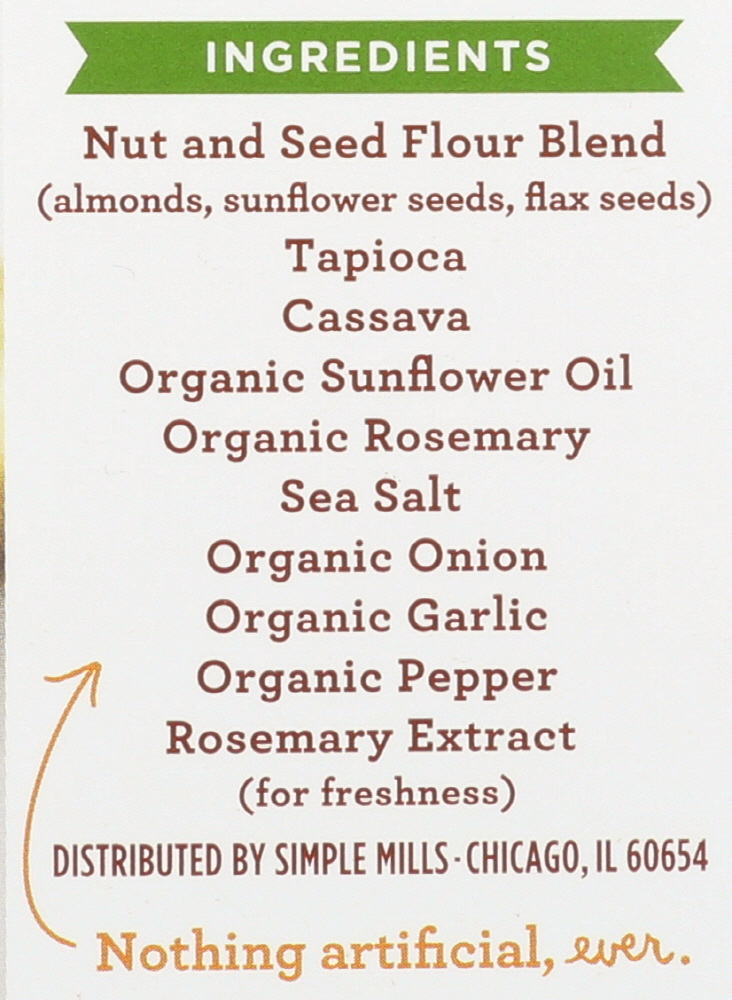 INGREDIENTS
Nut and Seed Flour Blend
(almonds, sunflower seeds, flax seeds)
Tapioca
Cassava
Organic Sunflower Oil
Organic Rosemary
Sea Salt
Organic Onion
Organic Garlic
Organic Pepper
Rosemary Extract
(for freshness)
DISTRIBUTED BY SIMPLE MILLS · CHICAGO, IL 60654
Nothing artificial, ever.